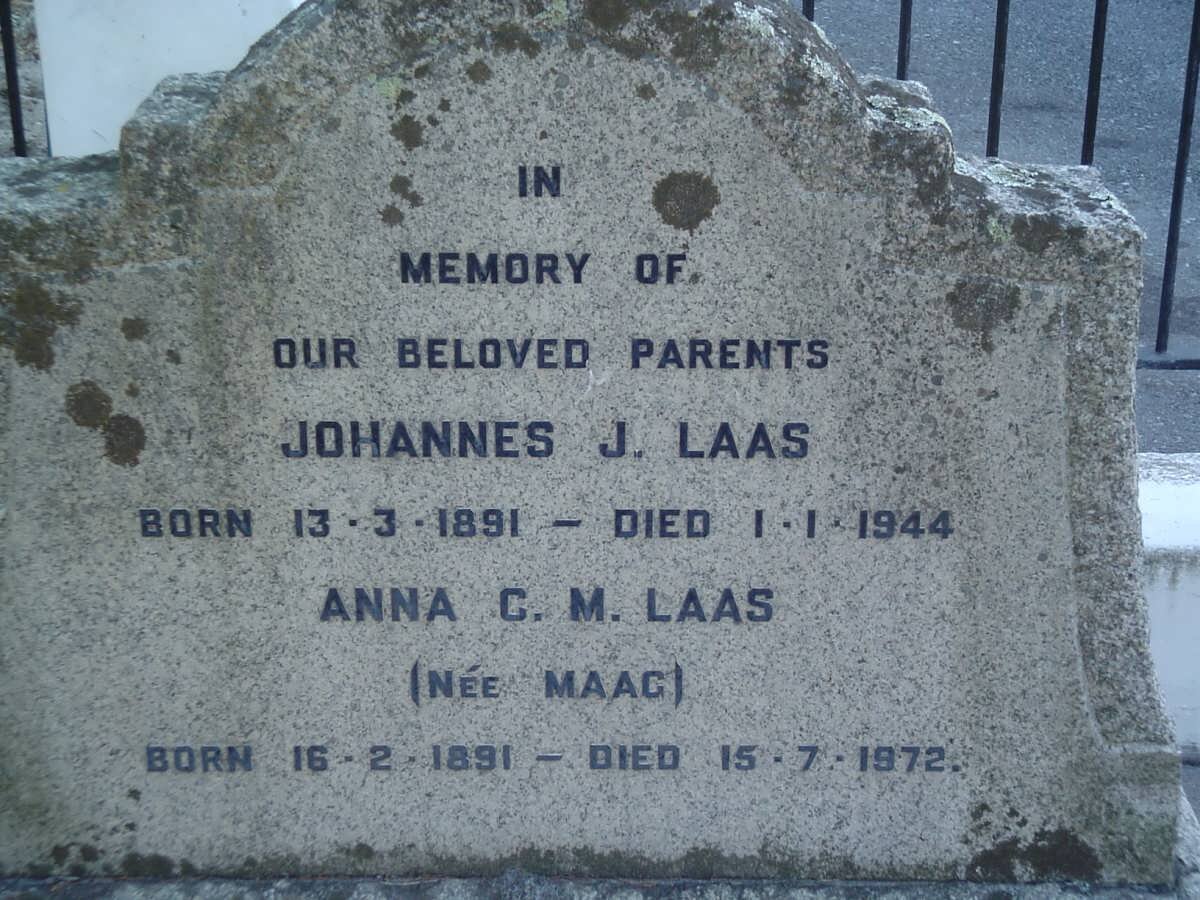 IN
MEMORY OF
OUR BELOVED PARENTS
JOHANNES J. LAAS
BORN 13·3·1891 – DIED 1·1·1944
ANNA C. M. LAAS
(NÉE MAAG)
BORN 16·2·1891 – DIED 15·7·1972.